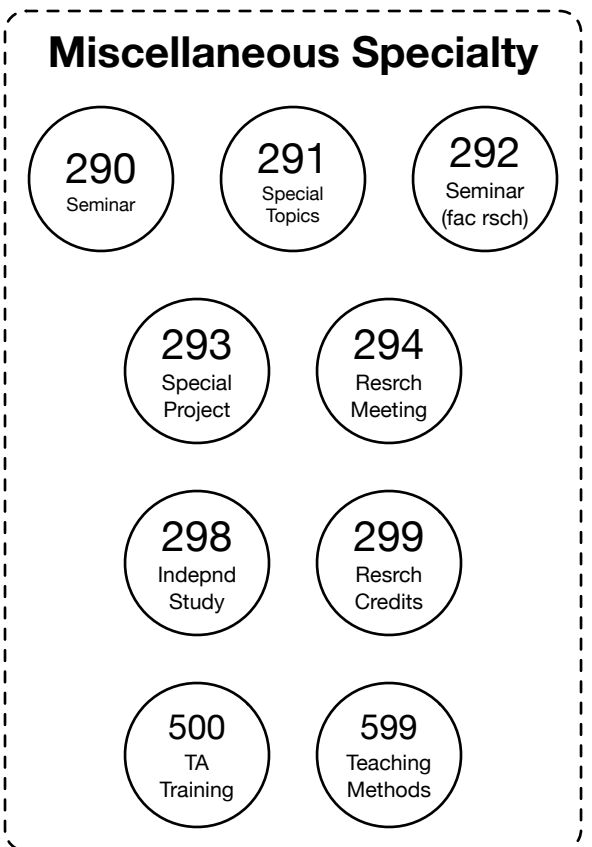 Miscellaneous Specialty
290
Seminar
291
Special
Topics
292
Seminar
(fac rsch)
293
Special
Project
294
Resrch
Meeting
298
Indepnd
Study
299
Resrch
Credits
500
TA
Training
599
Teaching
Methods